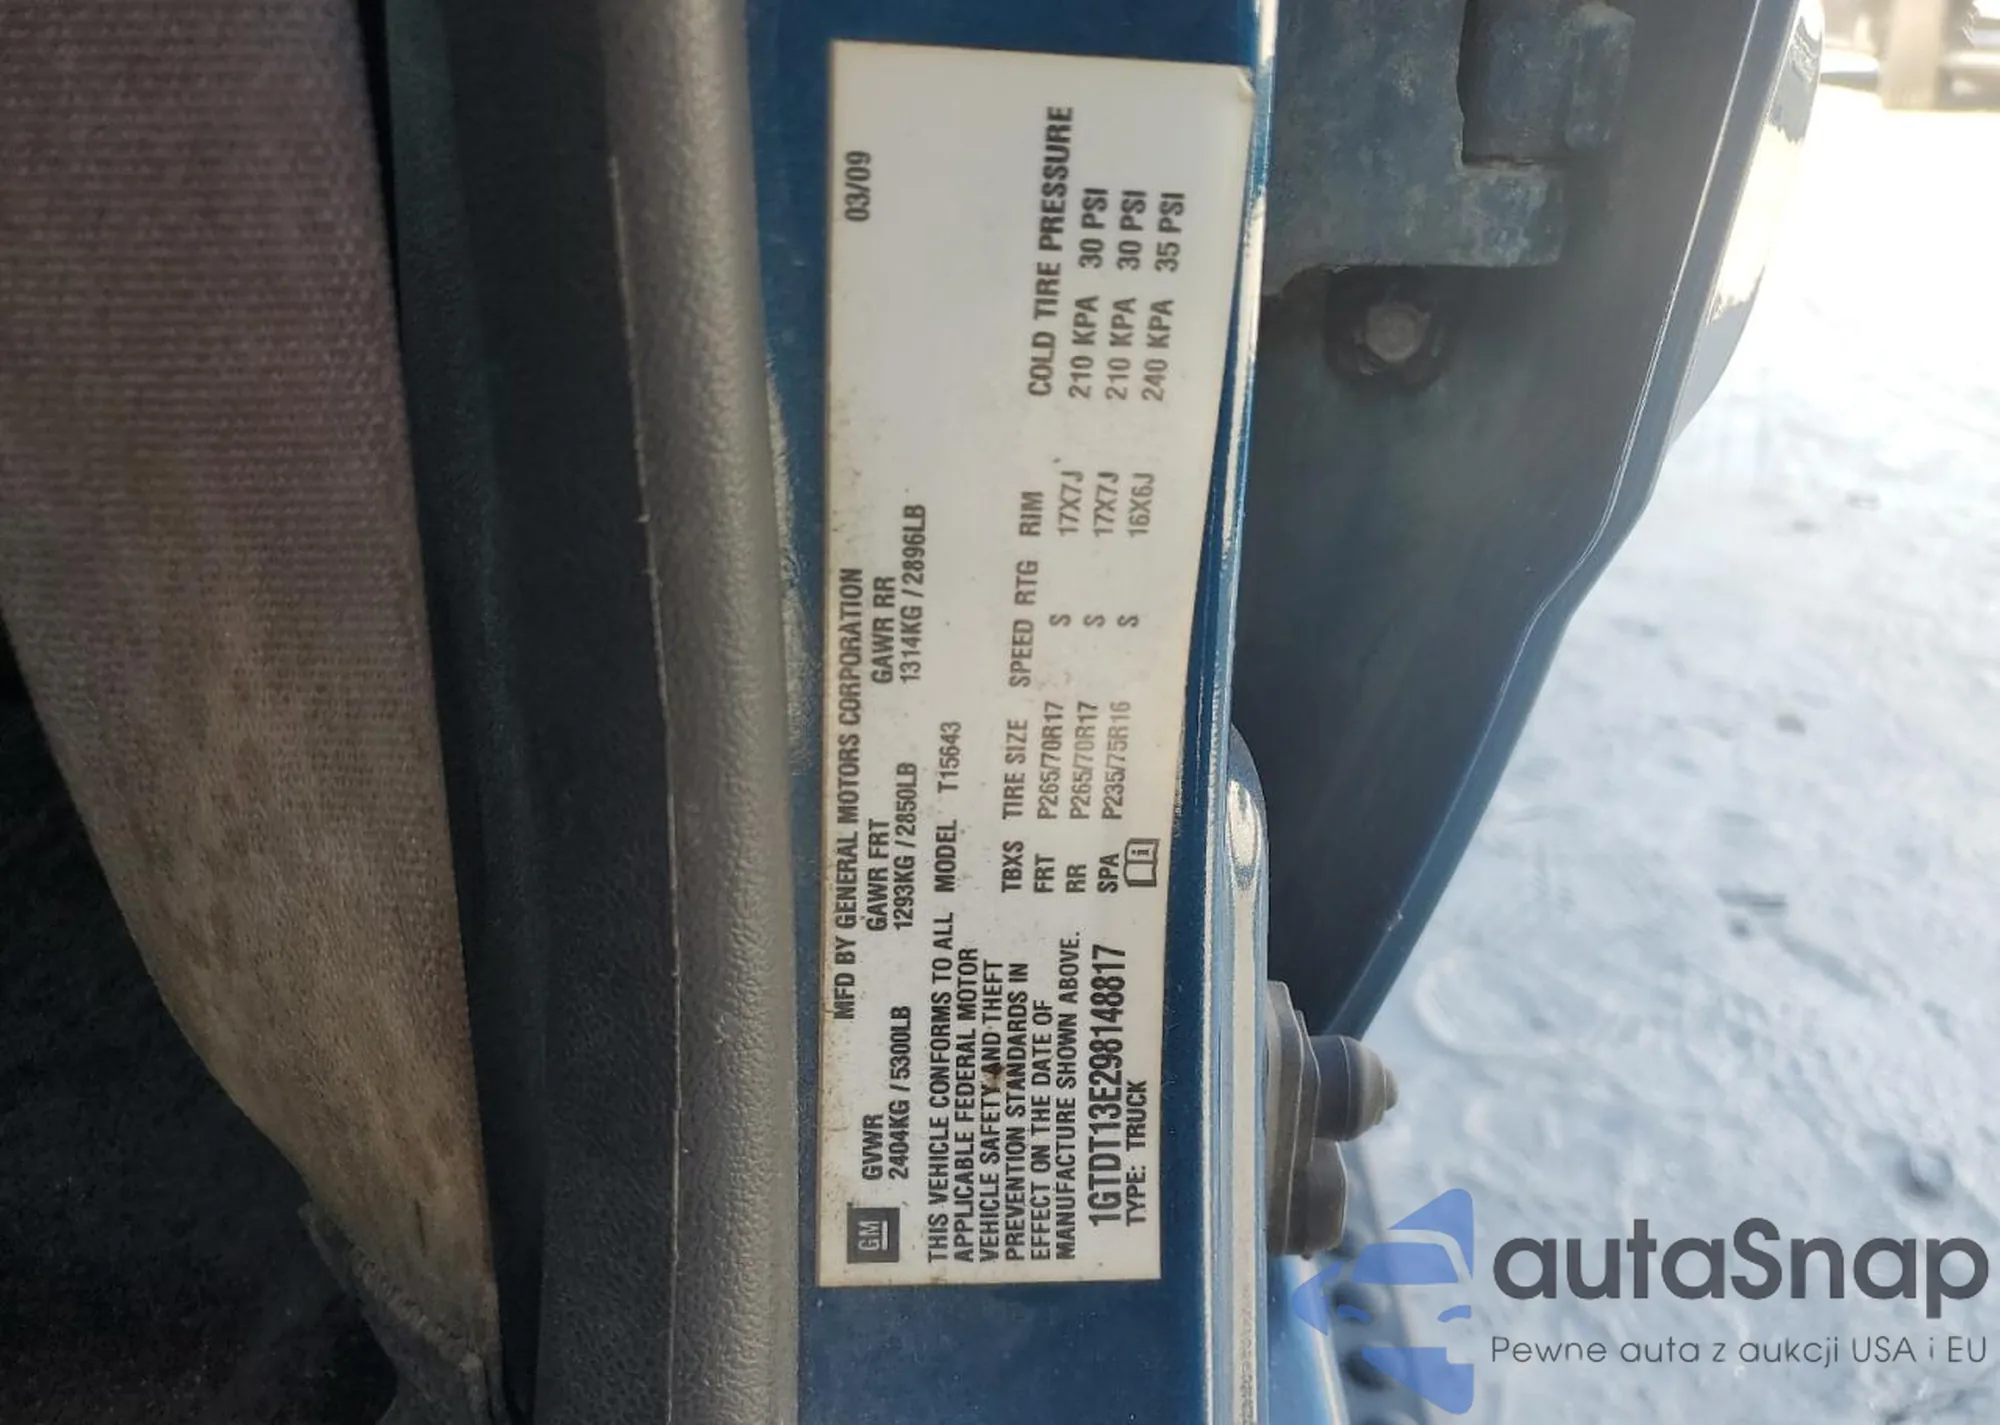 MFD BY GENERAL MOTORS CORPORATION 03/09
GVWR GAWR FRT GAWR RR
2404KG / 5300LB 1293KG / 2850LB 1314KG / 2896LB
THIS VEHICLE CONFORMS TO ALL
APPLICABLE FEDERAL MOTOR
VEHICLE SAFETY AND THEFT
PREVENTION STANDARDS IN
EFFECT ON THE DATE OF
MANUFACTURE SHOWN ABOVE.
1GTDT13E298148817
TYPE: TRUCK
MODEL T15643
TBXS TIRE SIZE SPEED RTG RIM COLD TIRE PRESSURE
FRT P265/70R17 S 17X7J 210 KPA 30 PSI
RR P265/70R17 S 17X7J 210 KPA 30 PSI
SPA P235/75R16 S 16X6J 240 KPA 35 PSI
GM
i
autaSnap
Pewne auta z aukcji USA i EU